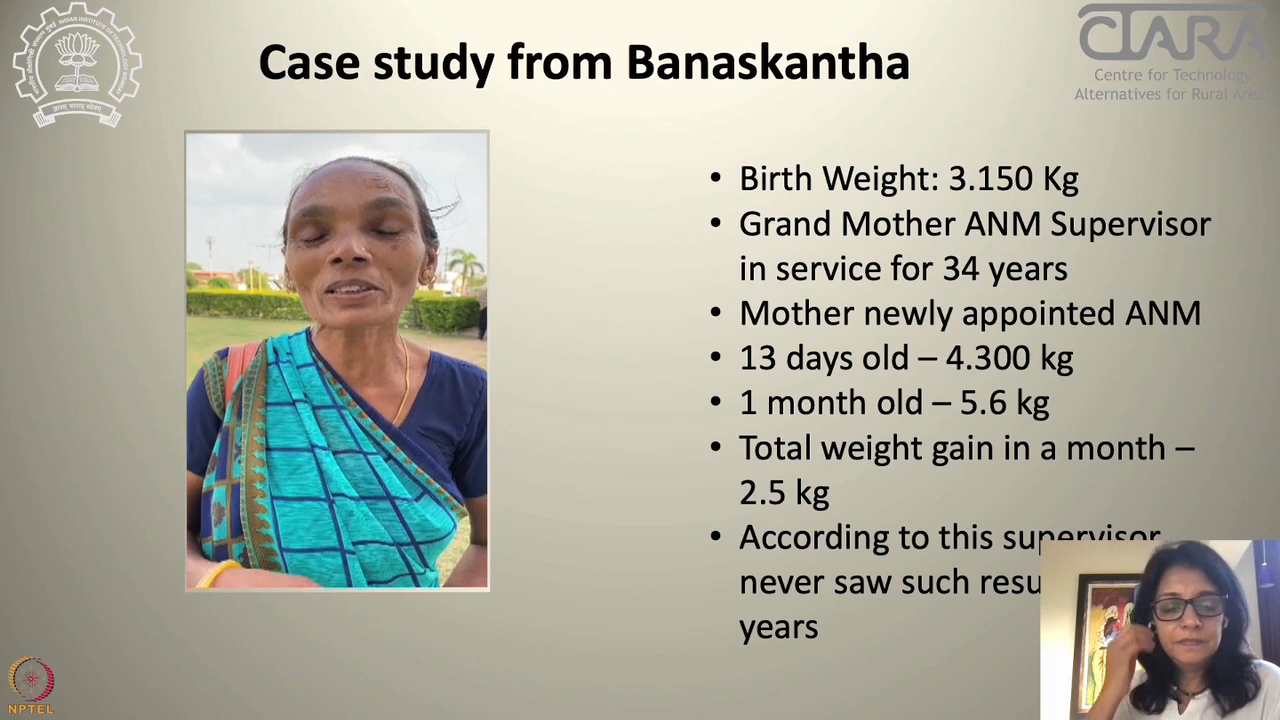 Case study from Banaskantha
CTARA
Centre for Technology
Alternatives for Rural
• Birth Weight: 3.150 Kg
• Grand Mother ANM Supervisor
in service for 34 years
• Mother newly appointed ANM
• 13 days old – 4.300 kg
• 1 month old – 5.6 kg
• Total weight gain in a month –
2.5 kg
• According to this supervisor
never saw such
years
NPTEL